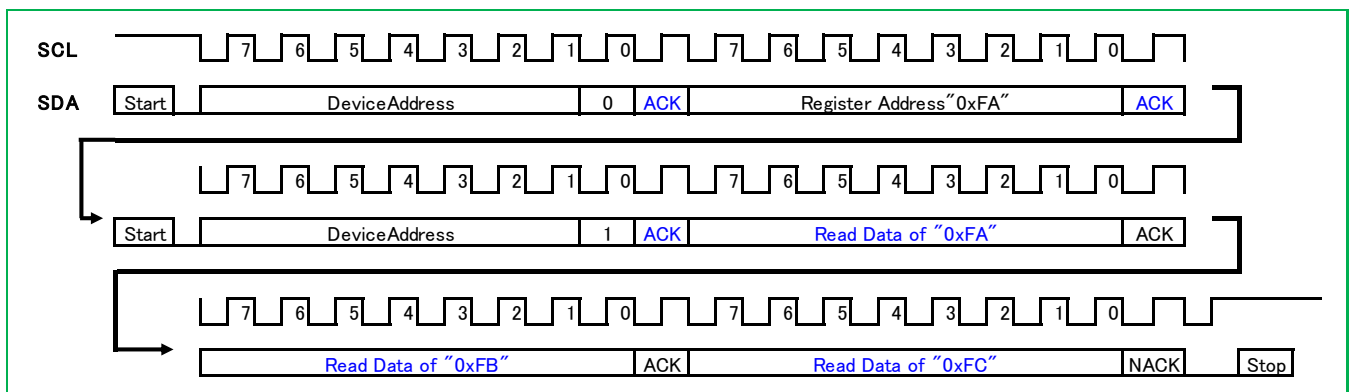 SCL 7 6 5 4 3 2 1 0 7 6 5 4 3 2 1 0
SDA Start DeviceAddress 0 ACK Register Address"0xFA" ACK
7 6 5 4 3 2 1 0 7 6 5 4 3 2 1 0
Start DeviceAddress 1 ACK Read Data of "0xFA" ACK
7 6 5 4 3 2 1 0 7 6 5 4 3 2 1 0
Read Data of "0xFB" ACK Read Data of "0xFC" NACK Stop